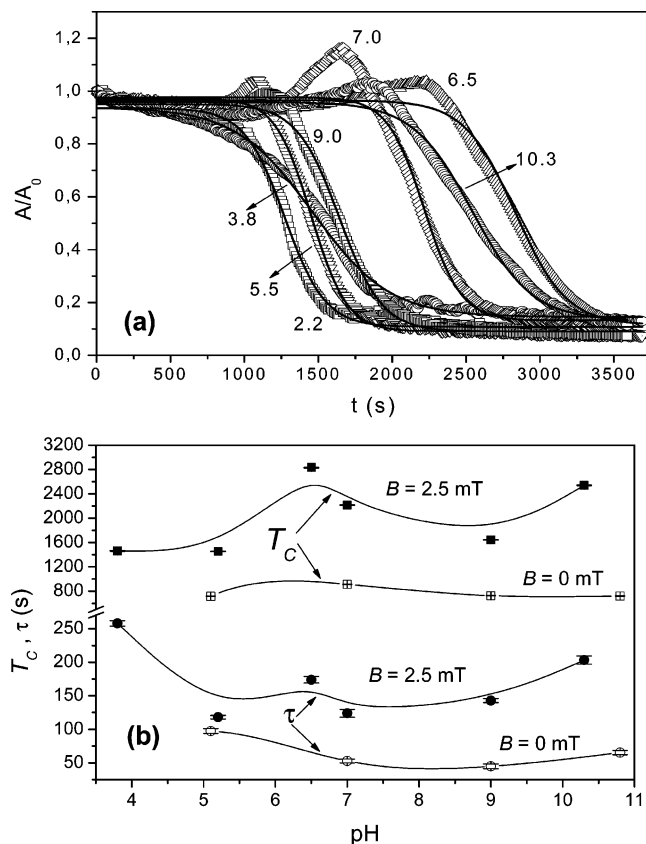 1,2
1,0
0,8
0,6
0,4
0,2
0,0
A/A0
7.0
6.5
9.0
10.3
3.8
5.5
2.2
(a)
0 500 1000 1500 2000 2500 3000 3500
t (s)
3200
2800
2400
2000
1600
1200
800
250
200
150
100
50
TC , τ (s)
B = 2.5 mT
TC
B = 0 mT
B = 2.5 mT
τ
B = 0 mT
(b)
4 5 6 7 8 9 10 11
pH